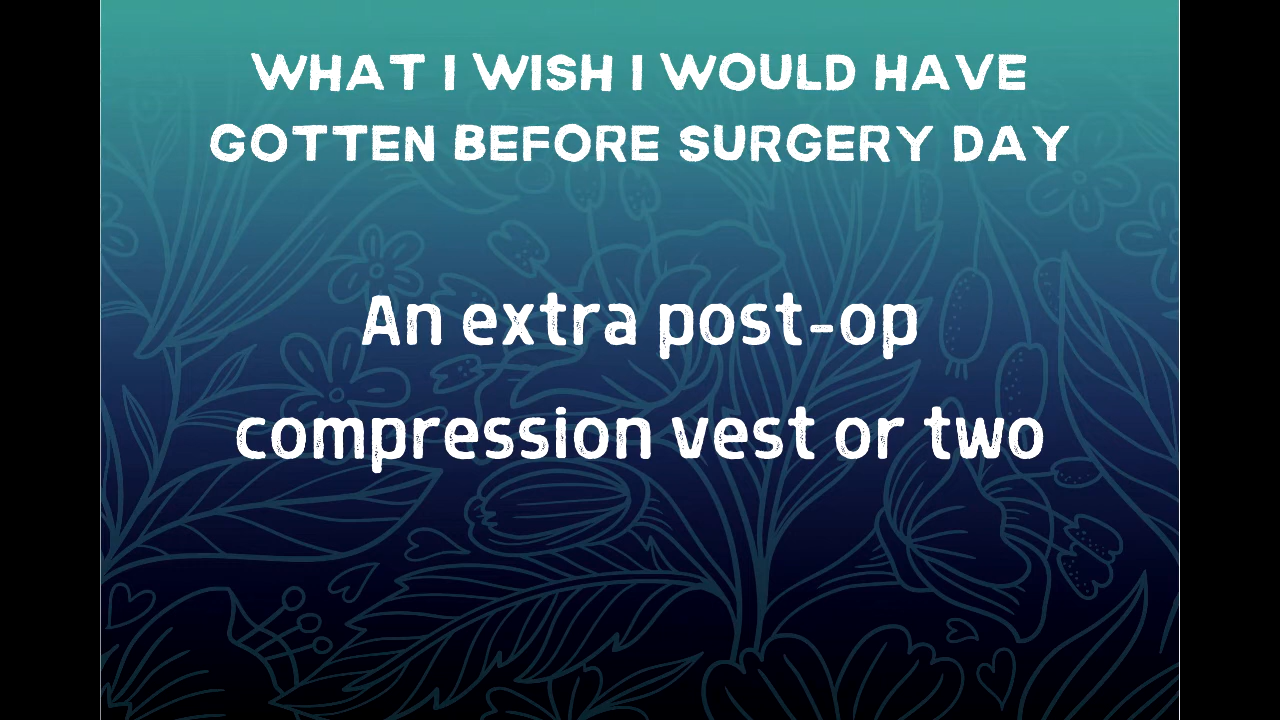 WHAT I WISH I WOULD HAVE
GOTTEN BEFORE SURGERY DAY
An extra post-op
compression vest or two